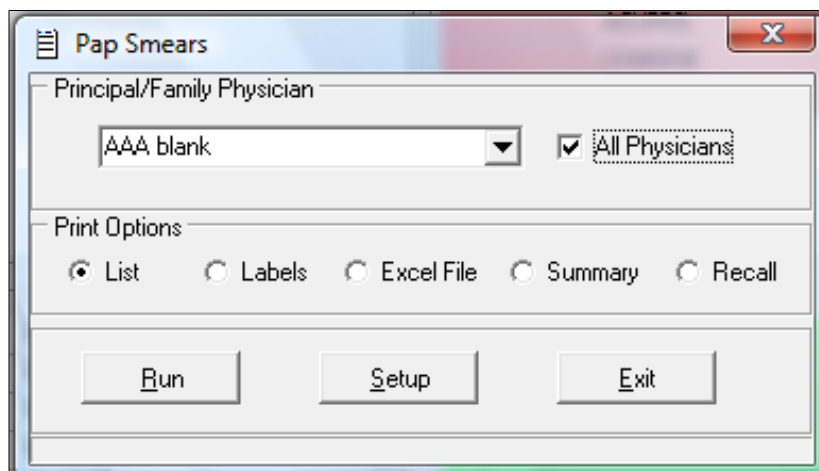 Pap Smears
Principal/Family Physician
AAA blank
All Physicians
Print Options
List Labels Excel File Summary Recall
Run Setup Exit